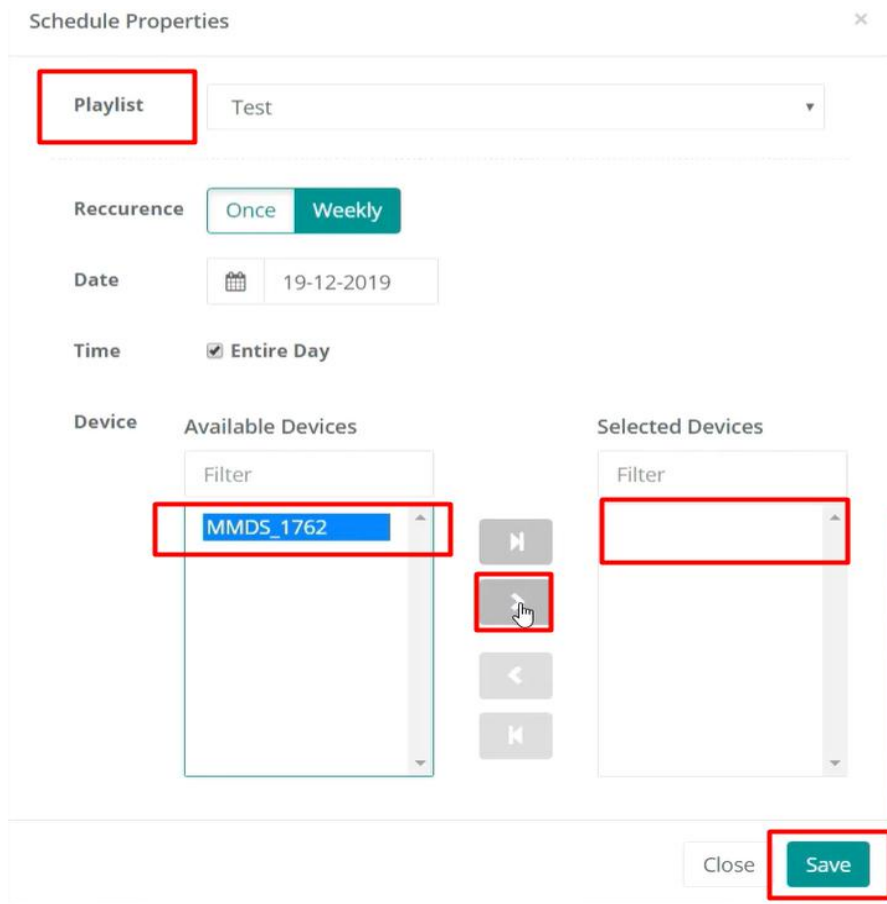 Schedule Properties
×
Playlist
Test
Reccurence
Once
Weekly
Date
19-12-2019
Time
Entire Day
Device
Available Devices
Selected Devices
Filter
Filter
MMDS_1762
Close
Save